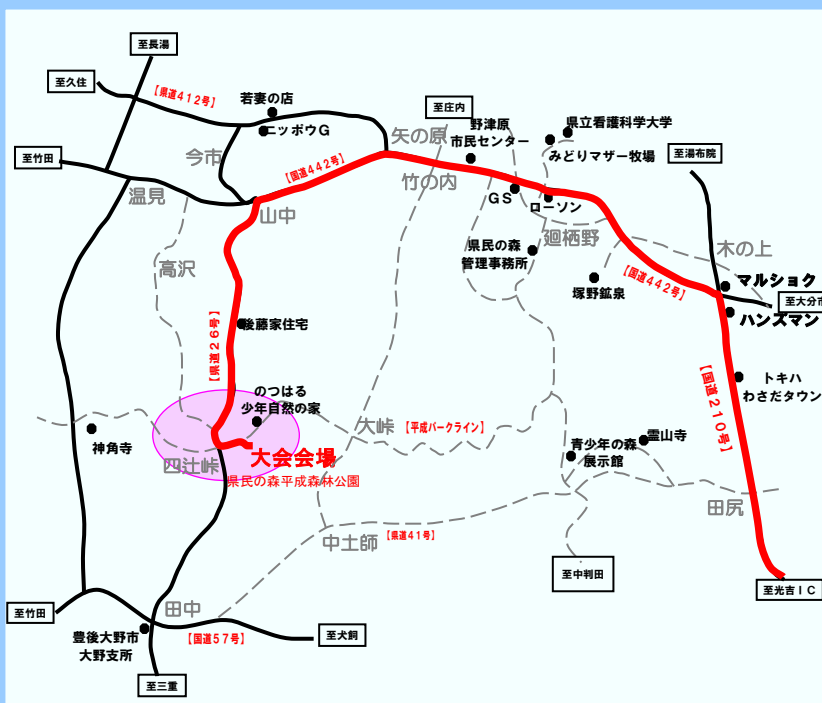 至長湯
至久住
【県道412号】
若妻の店
ニッポウG
至庄内
野津原
市民センター
県立看護科学大学
みどりマザー牧場
矢の原
今市
至竹田
温見
【国道442号】
竹の内
至湯布院
GS
ローソン
山中
廻栖野
県民の森
管理事務所
木の上
高沢
塚野鉱泉
【国道442号】
マルショク
至大分市
ハンズマン
【県道26号】
後藤家住宅
トキハ
わさだタウン
【国道210号】
のつはる
少年自然の家
大峠
【平成パークライン】
神角寺
四辻峠
大会会場
県民の森平成森林公園
霊山寺
青少年の森
展示館
田尻
中土師
【県道41号】
至中判田
至光吉IC
至竹田
田中
豊後大野市
大野支所
【国道57号】
至犬飼
至三重